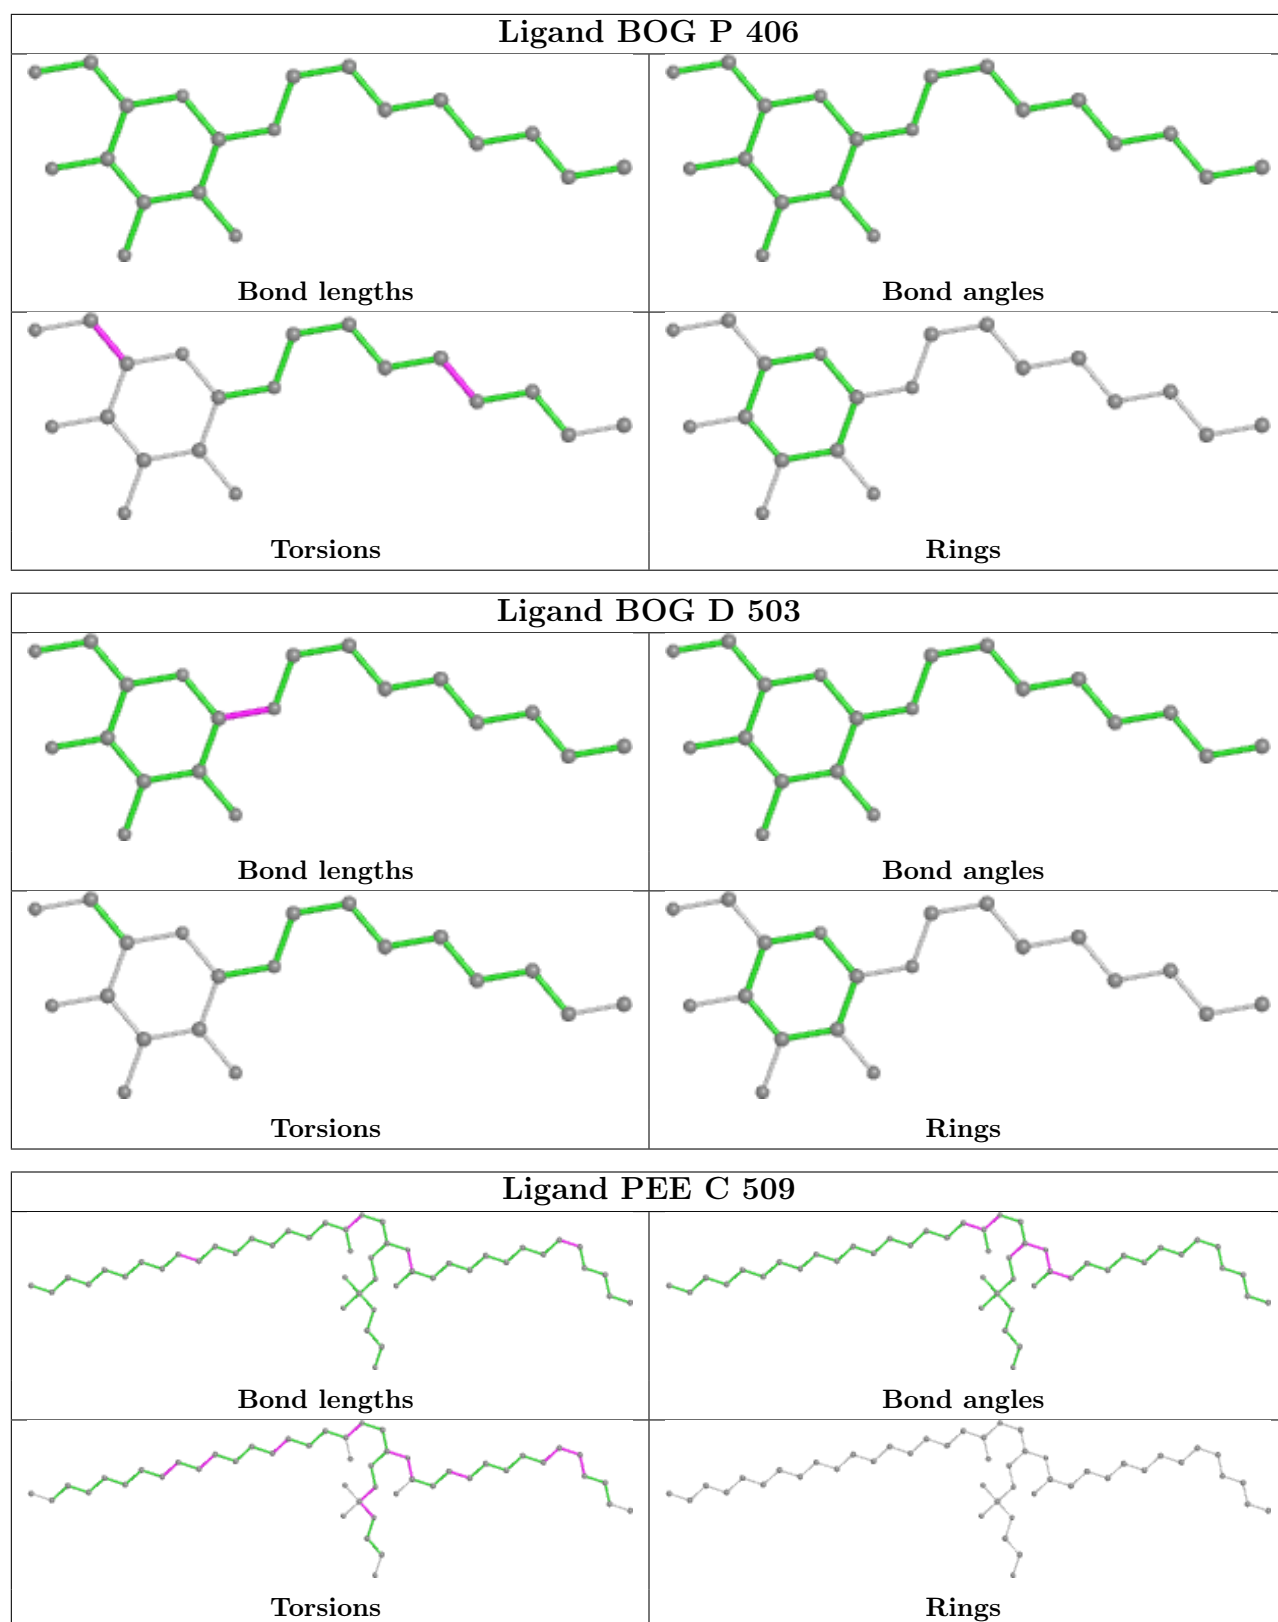 Ligand BOG P 406
Bond lengths
Bond angles
Torsions
Rings
Ligand BOG D 503
Bond lengths
Bond angles
Torsions
Rings
Ligand PEE C 509
Bond lengths
Bond angles
Torsions
Rings